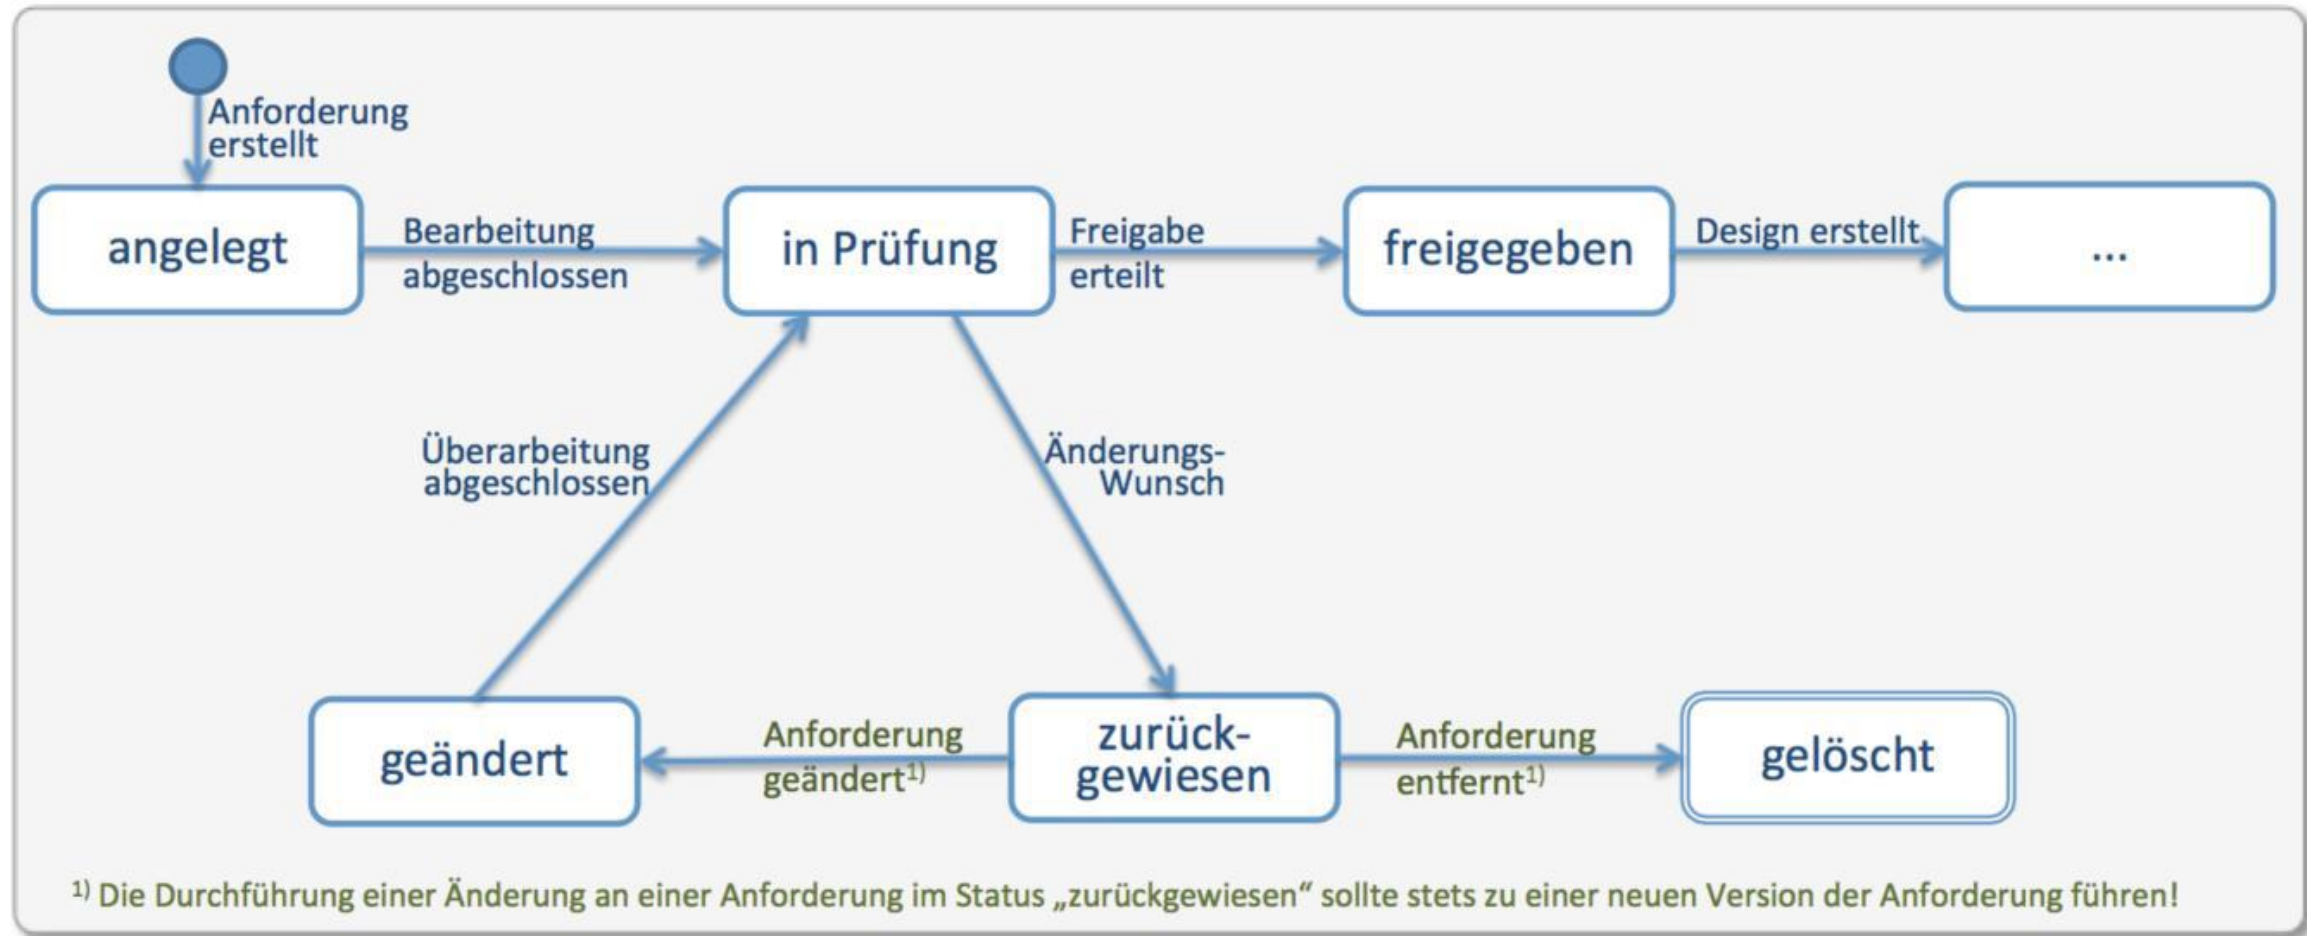 Anforderung
erstellt
angelegt
Bearbeitung
abgeschlossen
in Prüfung
Freigabe
erteilt
freigegeben
Design erstellt
...
Überarbeitung
abgeschlossen
Änderungs-
Wunsch
geändert
Anforderung
geändert¹⁾
zurück-
gewiesen
Anforderung
entfernt¹⁾
gelöscht
¹⁾ Die Durchführung einer Änderung an einer Anforderung im Status „zurückgewiesen“ sollte stets zu einer neuen Version der Anforderung führen!